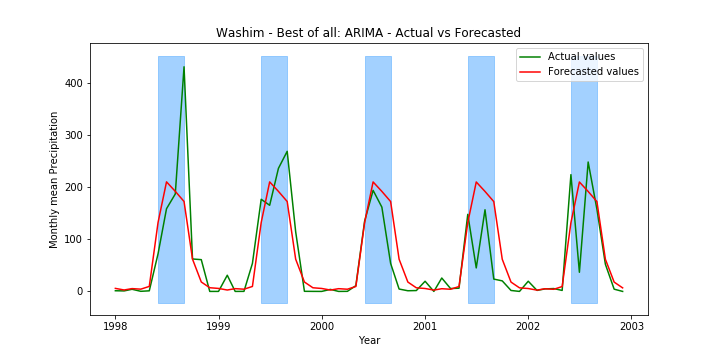 Washim - Best of all: ARIMA - Actual vs Forecasted
Actual values
Forecasted values
Monthly mean Precipitation
400
300
200
100
0
1998 1999 2000 2001 2002 2003
Year